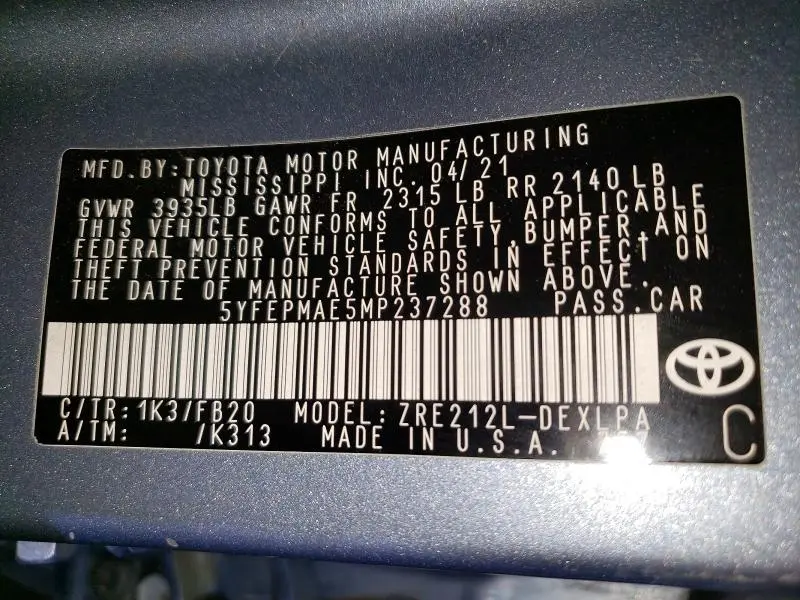 MFD.BY:TOYOTA MOTOR MANUFACTURING
MISSISSIPPI INC. 04/21
GVWR 3935LB GAWR FR 2315 LB RR 2140 LB
THIS VEHICLE CONFORMS TO ALL APPLICABLE
FEDERAL MOTOR VEHICLE SAFETY,BUMPER,AND
THEFT PREVENTION STANDARDS IN EFFECT ON
THE DATE OF MANUFACTURE SHOWN ABOVE.
5YFEPMAE5MP237288 PASS.CAR
C/TR:1K3/FB20 MODEL:ZRE212L-DEXLPA
A/TM: /K313 MADE IN U.S.A.
C